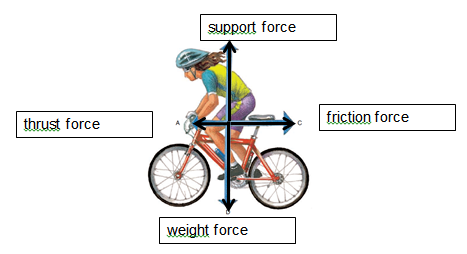 support force
thrust force
friction force
A
C
D
weight force